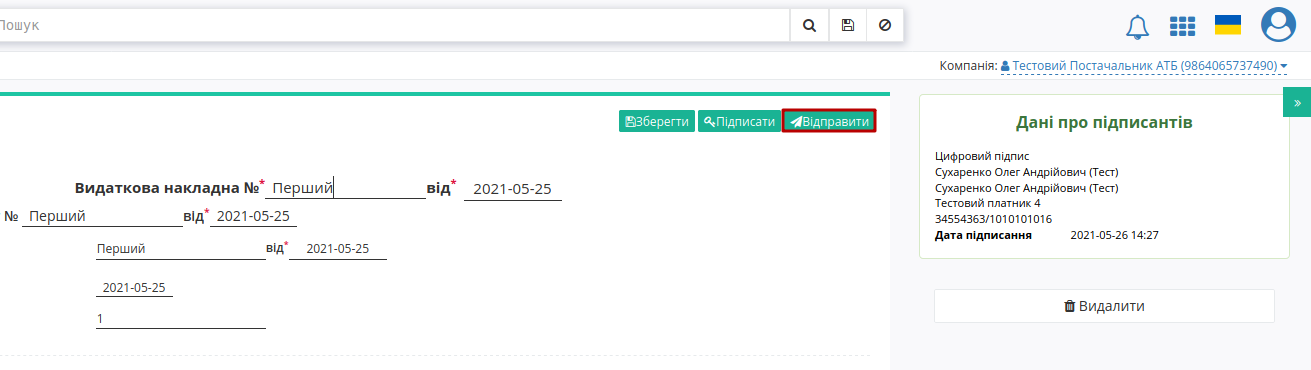 Пошук
Компанія: Тестовий Постачальник АТБ (9864065737490)
»
Зберегти Підписати Відправити
Видаткова накладна №* Перший від* 2021-05-25
№ Перший від* 2021-05-25
Перший від* 2021-05-25
2021-05-25
1
Дані про підписантів
Цифровий підпис
Сухаренко Олег Андрійович (Тест)
Сухаренко Олег Андрійович (Тест)
Тестовий платник 4
34554363/1010101016
Дата підписання 2021-05-26 14:27
Видалити